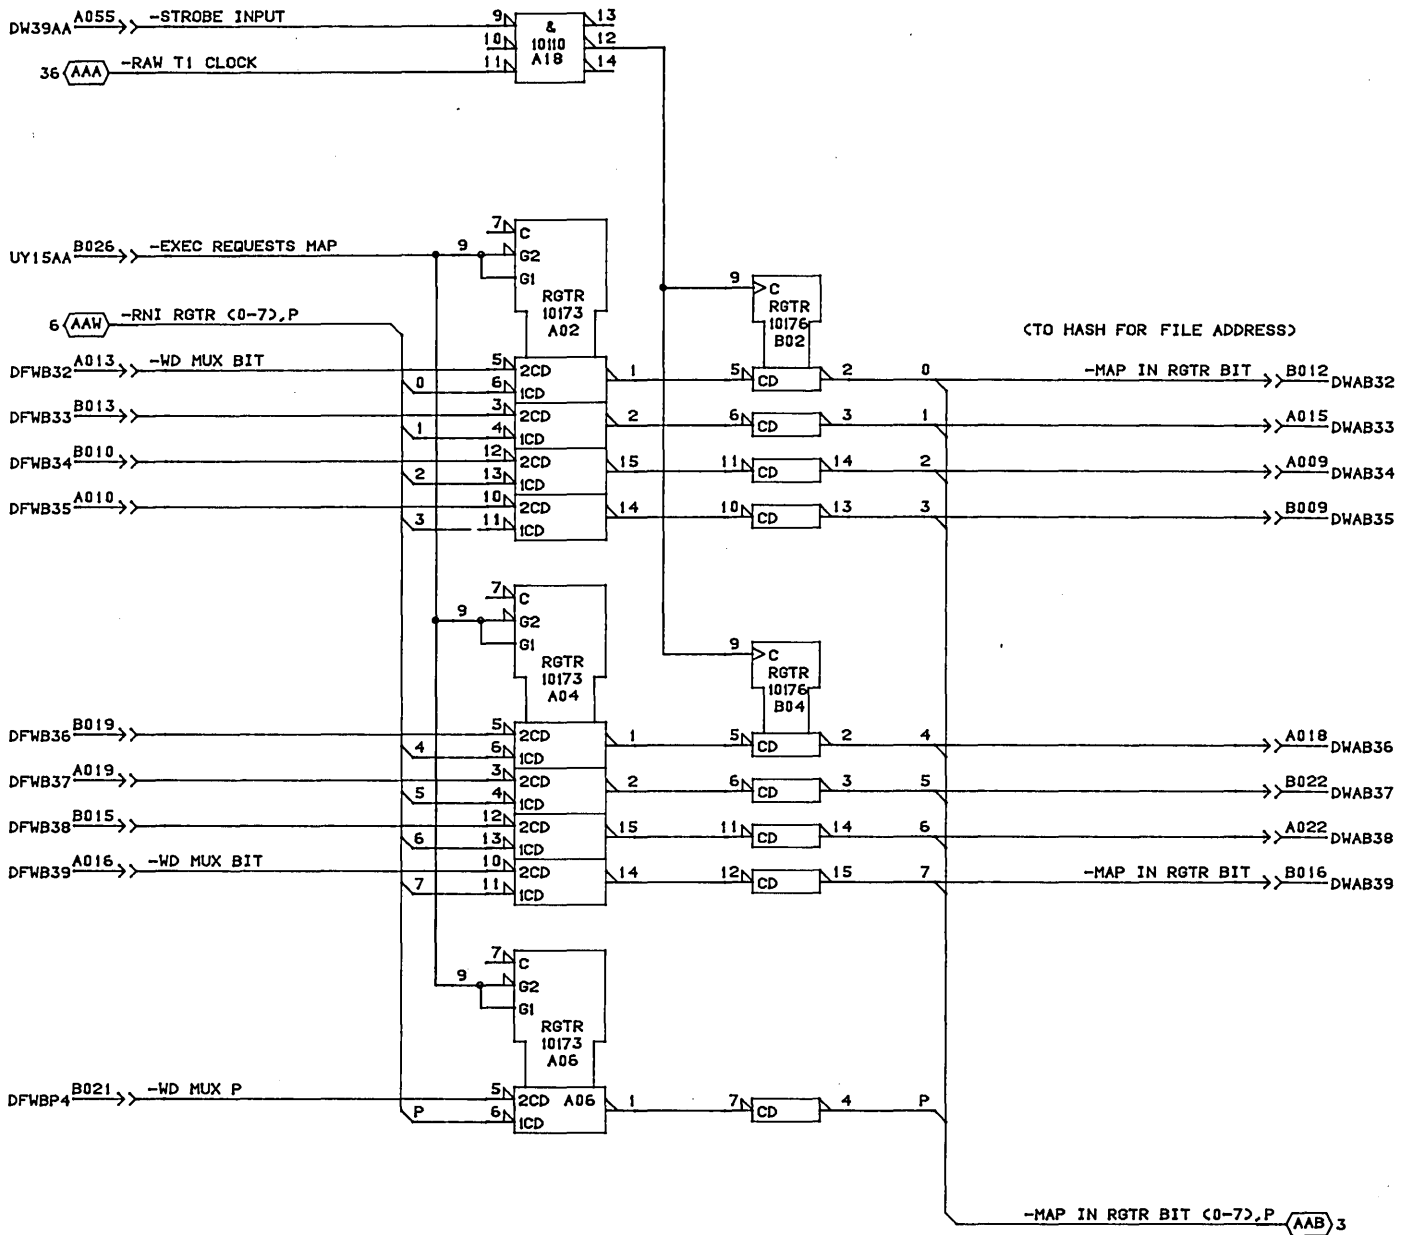 DW39AA A055 -STROBE INPUT 9 & 13
10 10110 12
36 AAA -RAW T1 CLOCK 11 A18 14
7 C
UY15AA B026 -EXEC REQUESTS MAP 9 G2
G1
RGTR 9 C
10173 RGTR
A02 10176
B02
6 AAW -RNI RGTR (0-7),P
(TO HASH FOR FILE ADDRESS)
DFWB32 A013 -WD MUX BIT 5 2CD 1 5 CD 2 0 -MAP IN RGTR BIT B012 DWAB32
0 6 1CD
DFWB33 B013 3 2CD 2 6 CD 3 1 A015 DWAB33
1 4 1CD
DFWB34 B010 12 2CD 15 11 CD 14 2 A009 DWAB34
2 13 1CD
DFWB35 A010 10 2CD 14 10 CD 13 3 B009 DWAB35
3 11 1CD
7 C
9 G2
G1
RGTR 9 C
10173 RGTR
A04 10176
B04
DFWB36 B019 5 2CD 1 5 CD 2 4 A018 DWAB36
4 6 1CD
DFWB37 A019 3 2CD 2 6 CD 3 5 B022 DWAB37
5 4 1CD
DFWB38 B015 12 2CD 15 11 CD 14 6 A022 DWAB38
6 13 1CD
DFWB39 A016 -WD MUX BIT 10 2CD 14 12 CD 15 7 -MAP IN RGTR BIT B016 DWAB39
7 11 1CD
7 C
9 G2
G1
RGTR
10173
A06
DFWBP4 B021 -WD MUX P 5 2CD A06 1 7 CD 4 P
P 6 1CD
-MAP IN RGTR BIT (0-7),P AAB 3